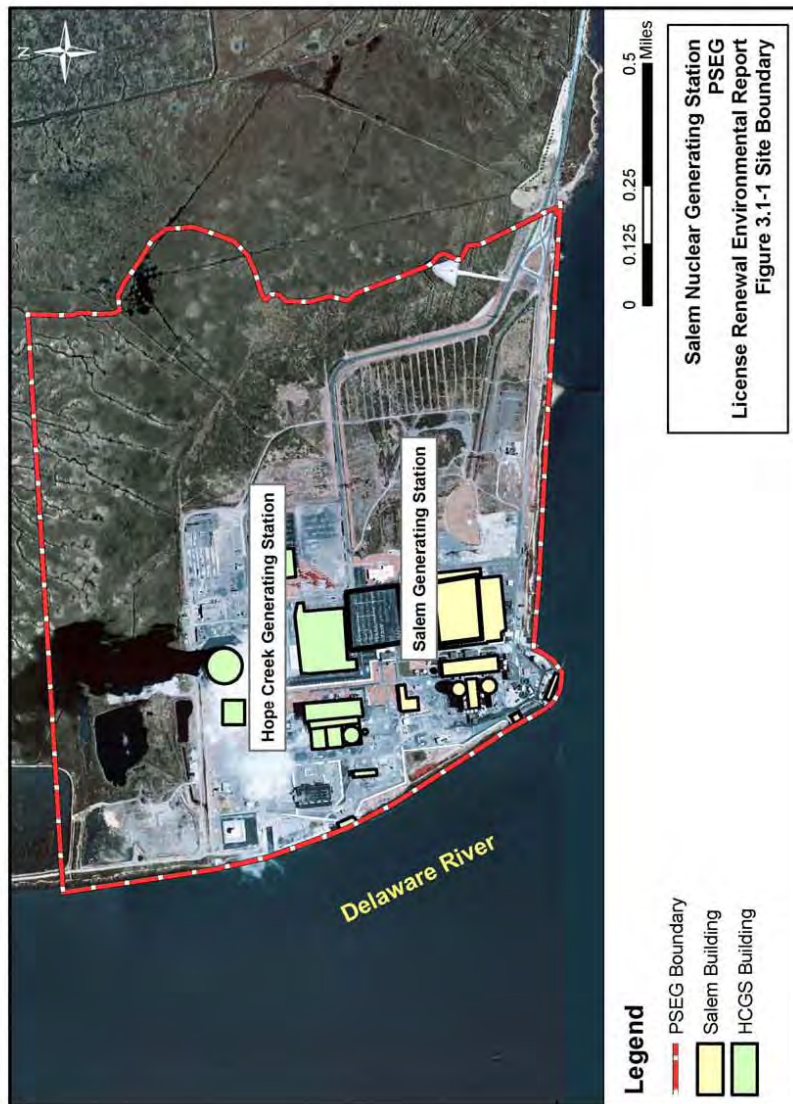 N
Hope Creek Generating Station
Salem Generating Station
Delaware River
Legend
PSEG Boundary
Salem Building
HCGS Building
0 0.125 0.25 0.5
Miles
Salem Nuclear Generating Station
PSEG
License Renewal Environmental Report
Figure 3.1-1 Site Boundary